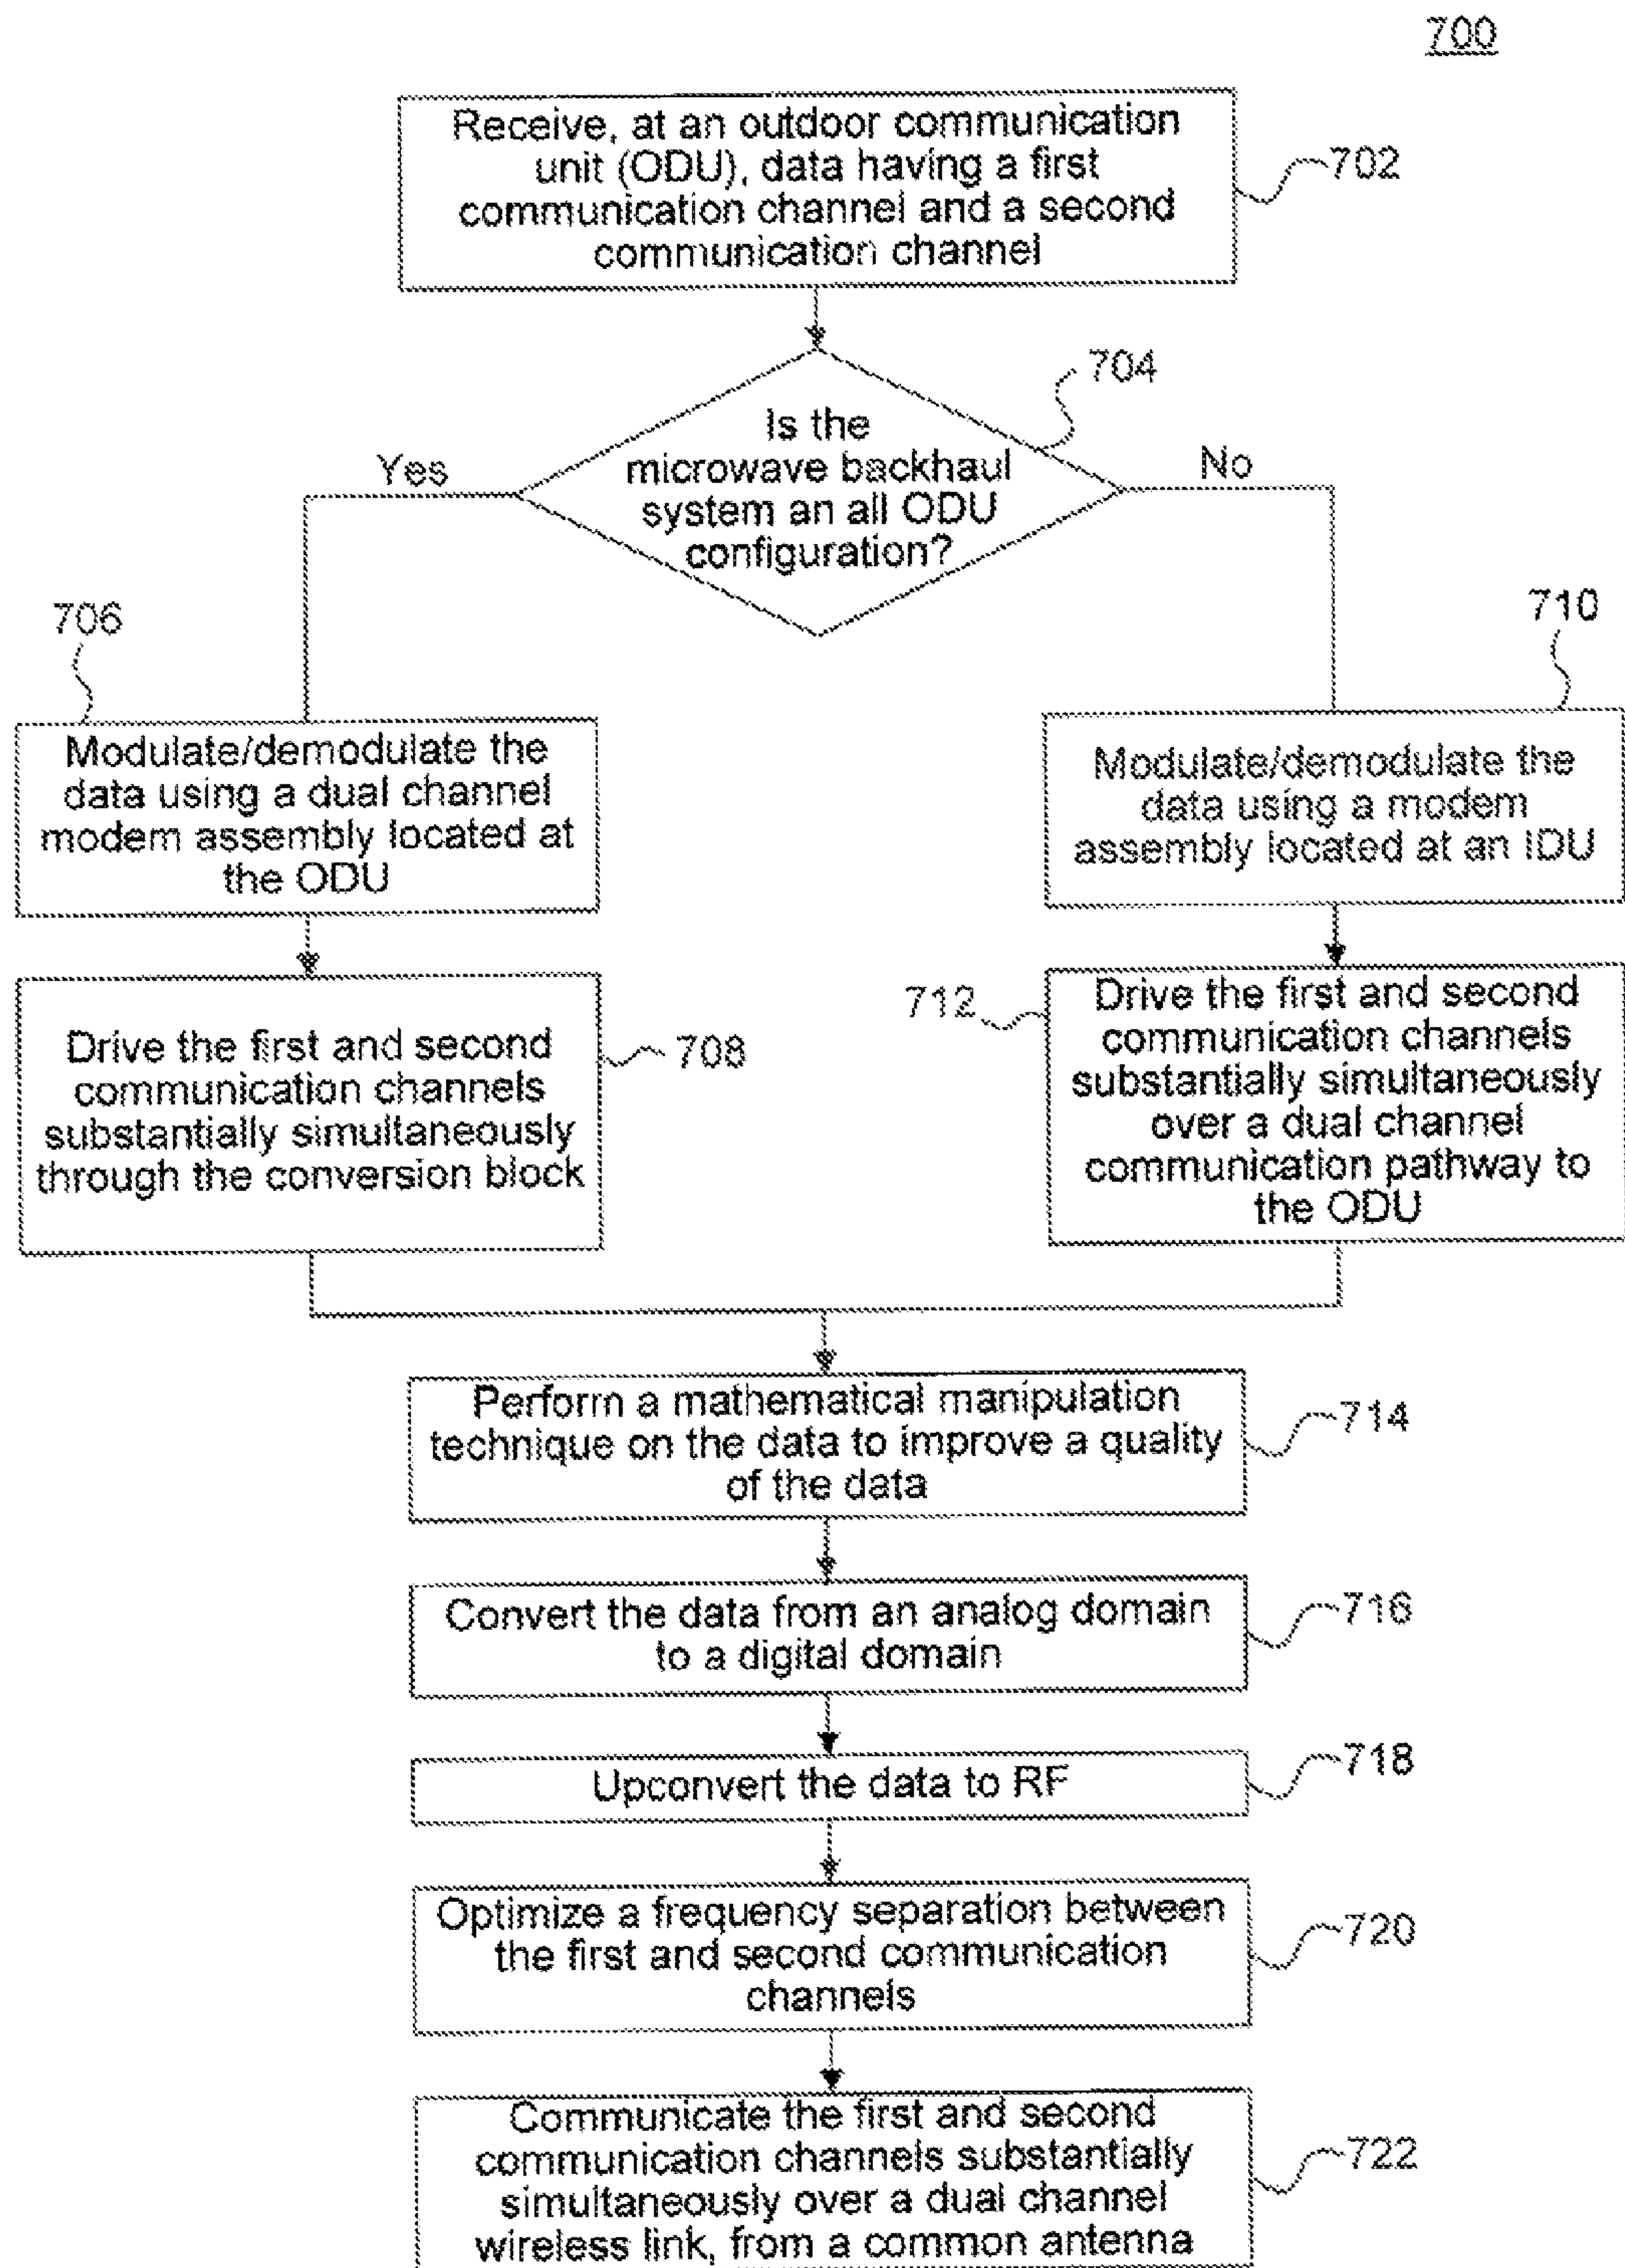 700
Receive, at an outdoor communication
unit (ODU), data having a first
communication channel and a second
communication channel
702
704
Is the
microwave backhaul
system an all ODU
configuration?
Yes
No
706
710
Modulate/demodulate the
data using a dual channel
modem assembly located at
the ODU
Modulate/demodulate the
data using a modem
assembly located at an IDU
Drive the first and second
communication channels
substantially simultaneously
through the conversion block
708
712
Drive the first and second
communication channels
substantially simultaneously
over a dual channel
communication pathway to
the ODU
Perform a mathematical manipulation
technique on the data to improve a quality
of the data
714
Convert the data from an analog domain
to a digital domain
716
Upconvert the data to RF
718
Optimize a frequency separation between
the first and second communication
channels
720
Communicate the first and second
communication channels substantially
simultaneously over a dual channel
wireless link, from a common antenna
722